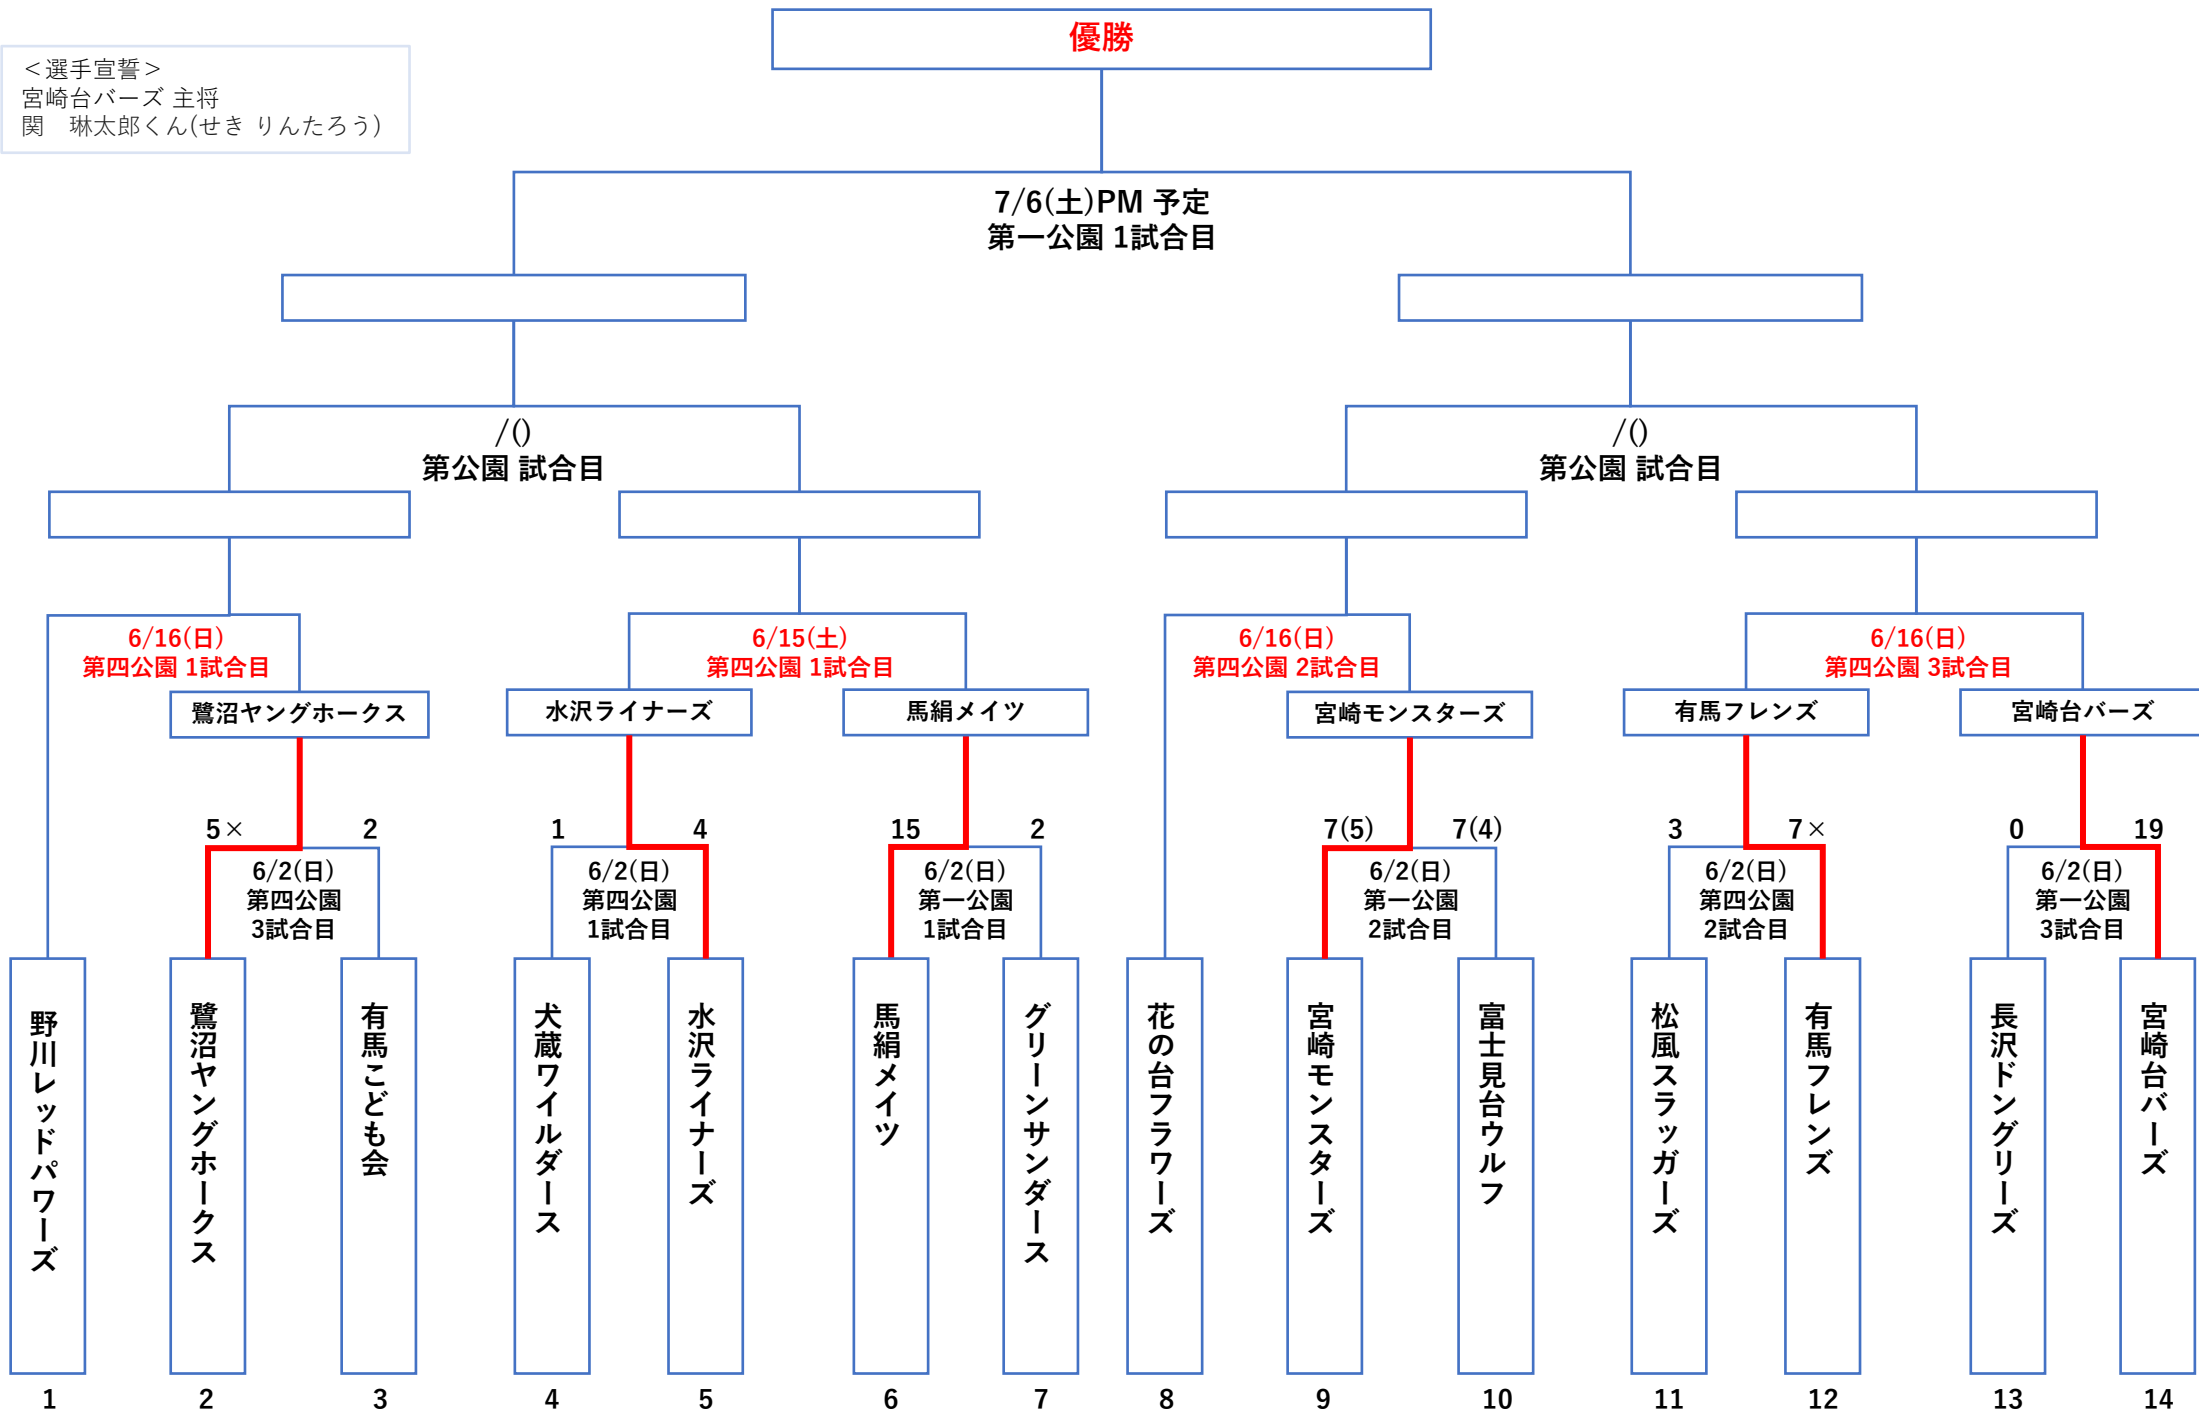 優勝
＜選手宣誓＞
宮崎台バーズ 主将
関　琳太郎くん(せき りんたろう)
7/6(土)PM 予定
第一公園 1試合目
/()
第公園 試合目
/()
第公園 試合目
6/16(日)
第四公園 1試合目
6/15(土)
第四公園 1試合目
6/16(日)
第四公園 2試合目
6/16(日)
第四公園 3試合目
鷺沼ヤングホークス
水沢ライナーズ
馬絹メイツ
宮崎モンスターズ
有馬フレンズ
宮崎台バーズ
5× 2
1 4
15 2
7(5) 7(4)
3 7×
0 19
6/2(日)
第四公園
3試合目
6/2(日)
第四公園
1試合目
6/2(日)
第一公園
1試合目
6/2(日)
第一公園
2試合目
6/2(日)
第四公園
2試合目
6/2(日)
第一公園
3試合目
野川レッドパワーズ
鷺沼ヤングホークス
有馬こども会
犬蔵ワイルダース
水沢ライナーズ
馬絹メイツ
グリーンサンダース
花の台フラワーズ
宮崎モンスターズ
富士見台ウルフ
松風スラッガーズ
有馬フレンズ
長沢ドングリーズ
宮崎台バーズ
1 2 3 4 5 6 7 8 9 10 11 12 13 14